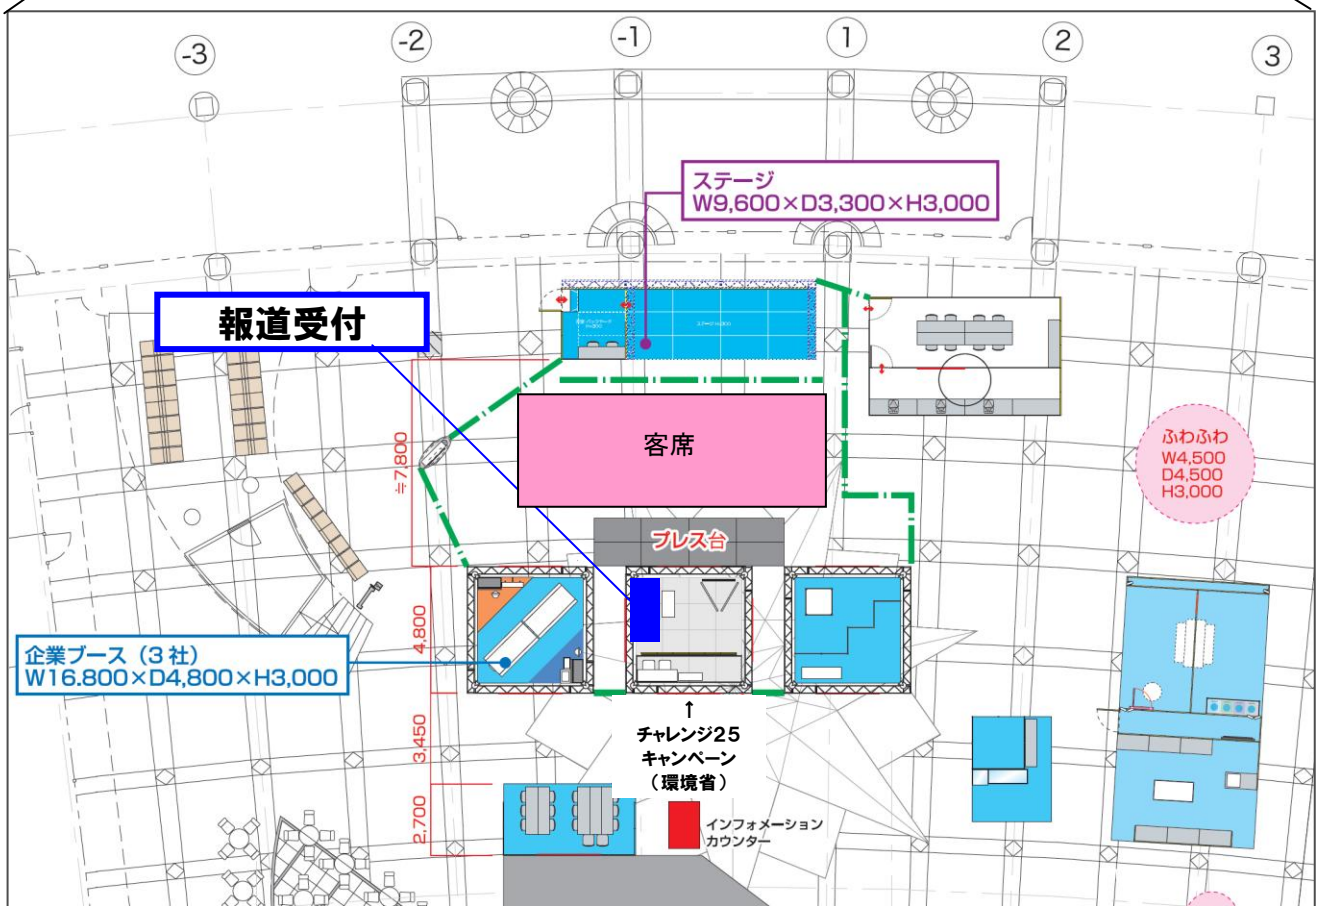 -3
-2
-1
1
2
3
ステージ
W9,600×D3,300×H3,000
報道受付
客席
ふわふわ
W4,500
D4,500
H3,000
≒7,800
プレス台
4,800
企業ブース（3社）
W16.800×D4,800×H3,000
↑
チャレンジ25
キャンペーン
（環境省）
3,450
2,700
インフォメーション
カウンター